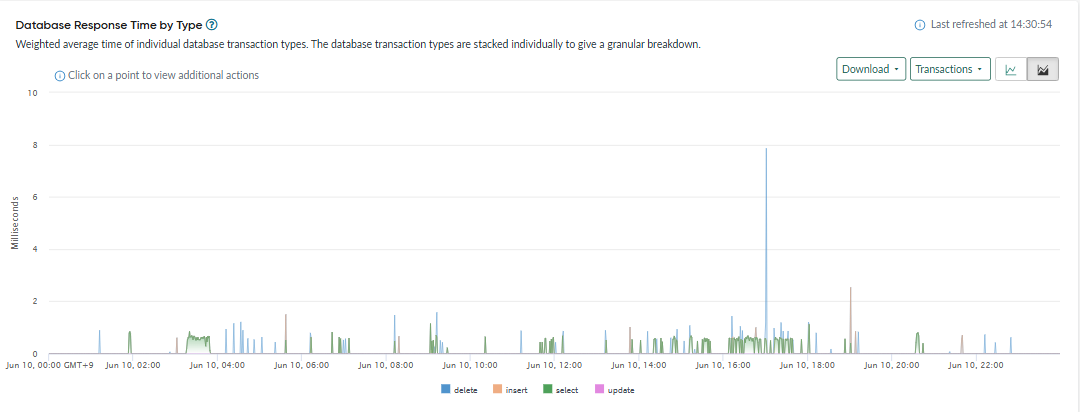 Database Response Time by Type ?
Last refreshed at 14:30:54
Weighted average time of individual database transaction types. The database transaction types are stacked individually to give a granular breakdown.
Click on a point to view additional actions
Download
Transactions
10
8
6
4
2
0
Milliseconds
Jun 10, 00:00 GMT+9 Jun 10, 02:00 Jun 10, 04:00 Jun 10, 06:00 Jun 10, 08:00 Jun 10, 10:00 Jun 10, 12:00 Jun 10, 14:00 Jun 10, 16:00 Jun 10, 18:00 Jun 10, 20:00 Jun 10, 22:00
delete insert select update